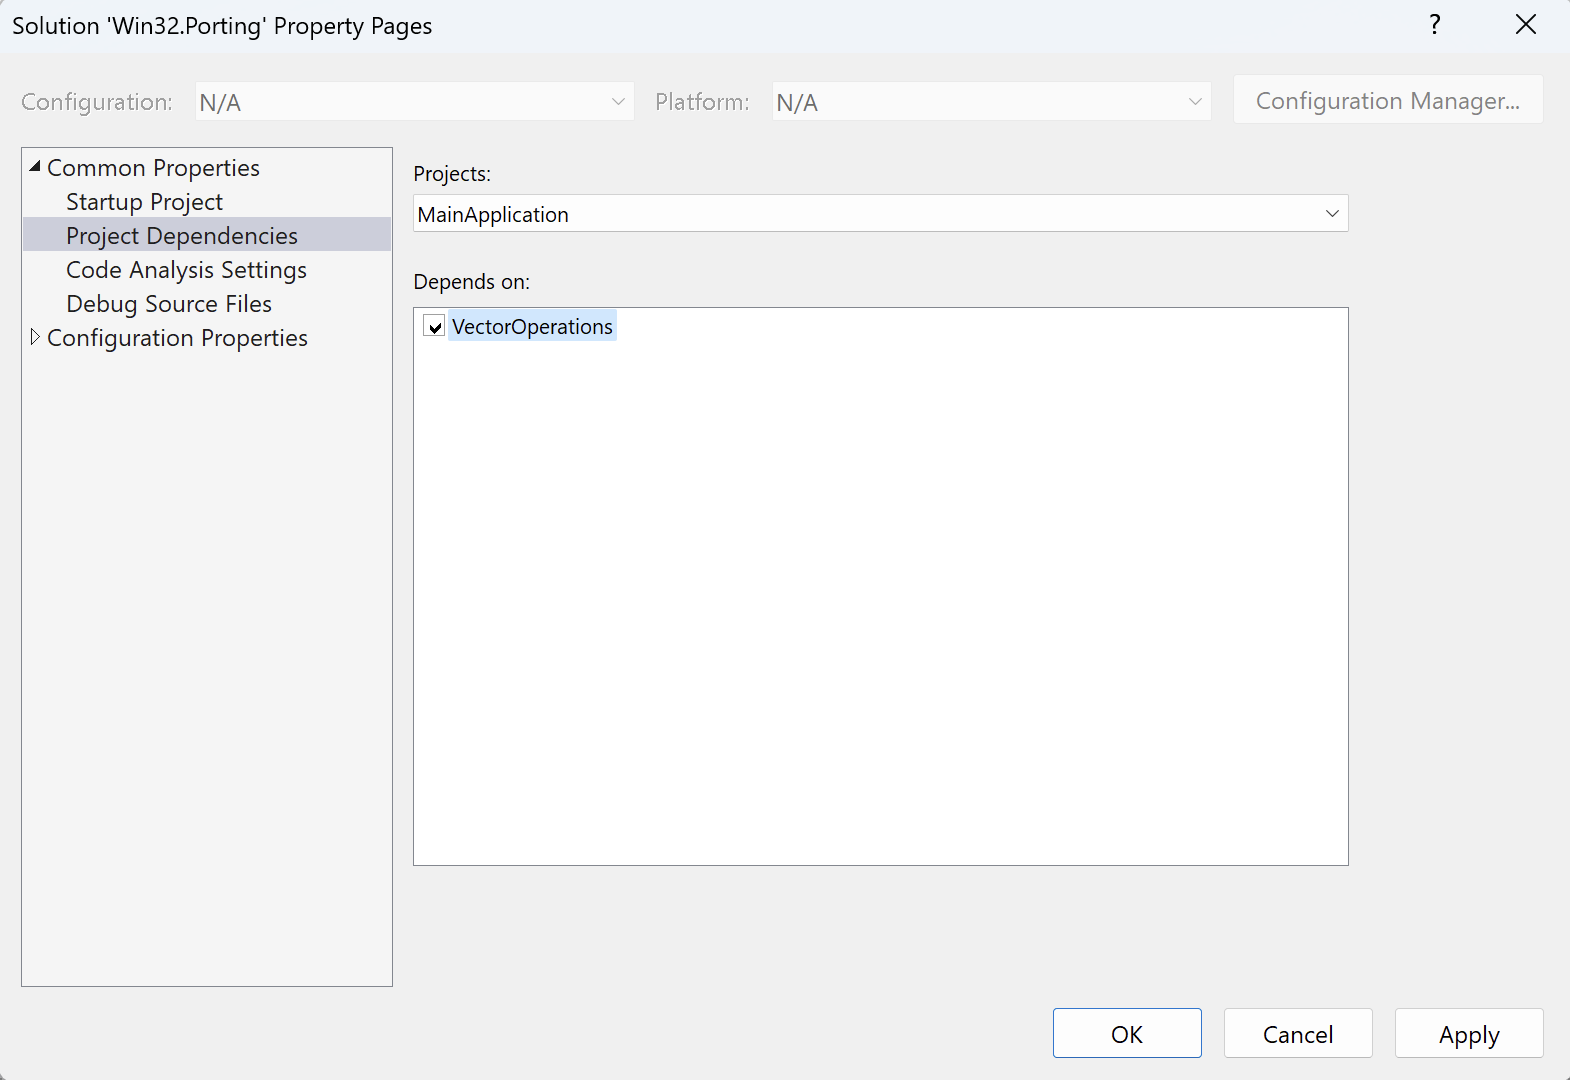 Solution 'Win32.Porting' Property Pages
?
Configuration: N/A Platform: N/A Configuration Manager...
Common Properties
Startup Project
Project Dependencies
Code Analysis Settings
Debug Source Files
Configuration Properties
Projects:
MainApplication
Depends on:
VectorOperations
OK Cancel Apply